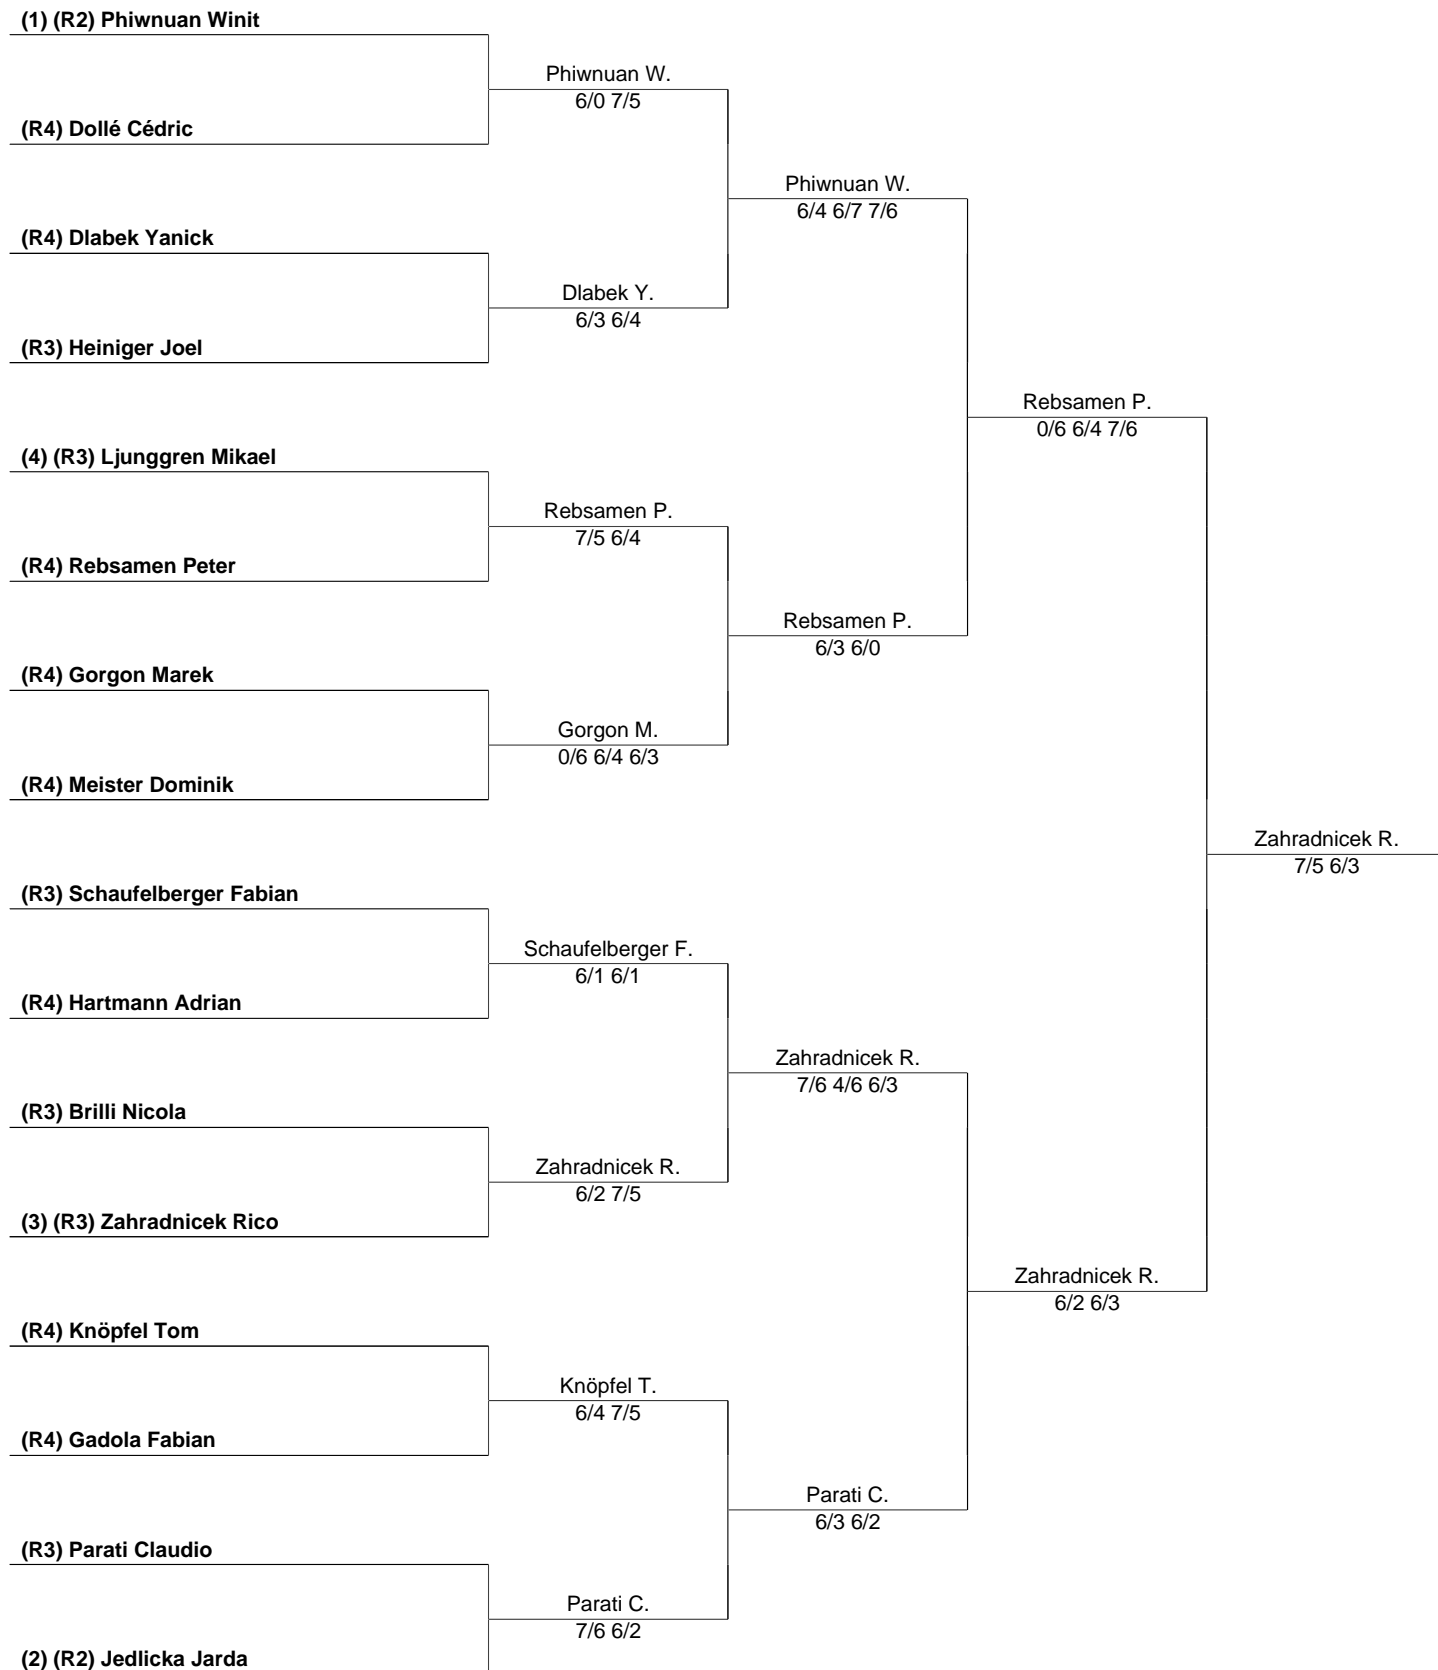 (1) (R2) Phiwnuan Winit
Phiwnuan W.
6/0 7/5
(R4) Dollé Cédric
Phiwnuan W.
6/4 6/7 7/6
(R4) Dlabek Yanick
Dlabek Y.
6/3 6/4
(R3) Heiniger Joel
Rebsamen P.
0/6 6/4 7/6
(4) (R3) Ljunggren Mikael
Rebsamen P.
7/5 6/4
(R4) Rebsamen Peter
Rebsamen P.
6/3 6/0
(R4) Gorgon Marek
Gorgon M.
0/6 6/4 6/3
(R4) Meister Dominik
Zahradnicek R.
7/5 6/3
(R3) Schaufelberger Fabian
Schaufelberger F.
6/1 6/1
(R4) Hartmann Adrian
Zahradnicek R.
7/6 4/6 6/3
(R3) Brilli Nicola
Zahradnicek R.
6/2 7/5
(3) (R3) Zahradnicek Rico
Zahradnicek R.
6/2 6/3
(R4) Knöpfel Tom
Knöpfel T.
6/4 7/5
(R4) Gadola Fabian
Parati C.
6/3 6/2
(R3) Parati Claudio
Parati C.
7/6 6/2
(2) (R2) Jedlicka Jarda